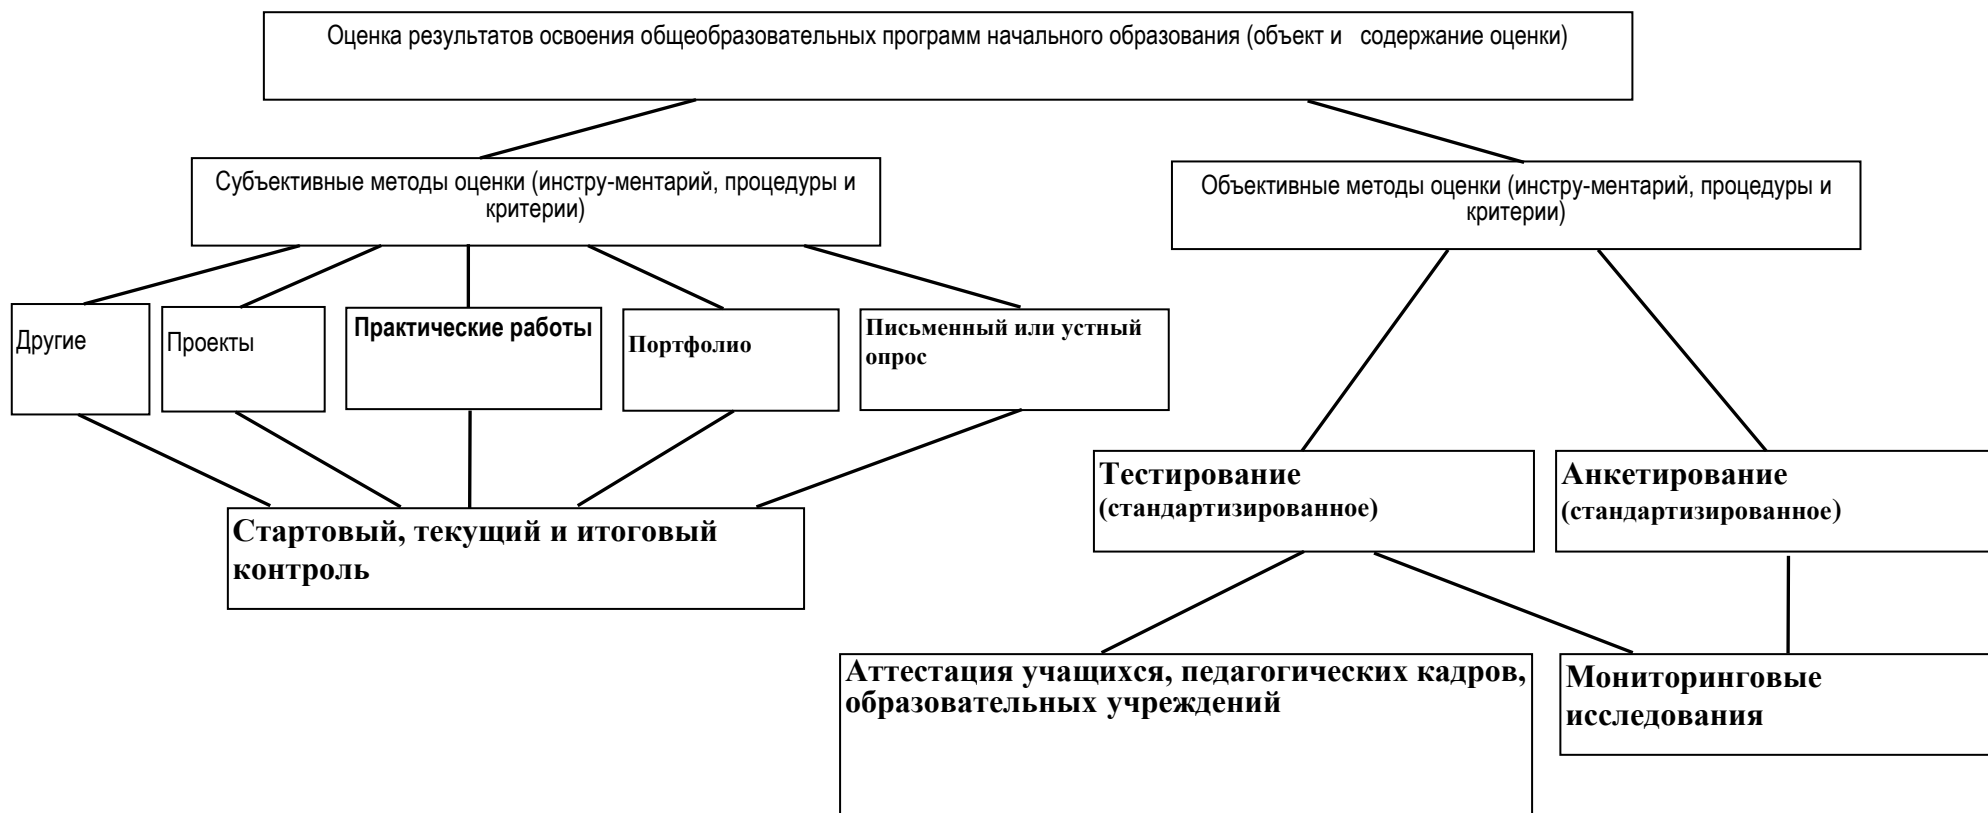 Оценка результатов освоения общеобразовательных программ начального образования (объект и содержание оценки)
Субъективные методы оценки (инстру-ментарий, процедуры и
критерии)
Объективные методы оценки (инстру-ментарий, процедуры и
критерии)
Другие
Проекты
Практические работы
Портфолио
Письменный или устный
опрос
Тестирование
(стандартизированное)
Анкетирование
(стандартизированное)
Стартовый, текущий и итоговый
контроль
Аттестация учащихся, педагогических кадров,
образовательных учреждений
Мониторинговые
исследования